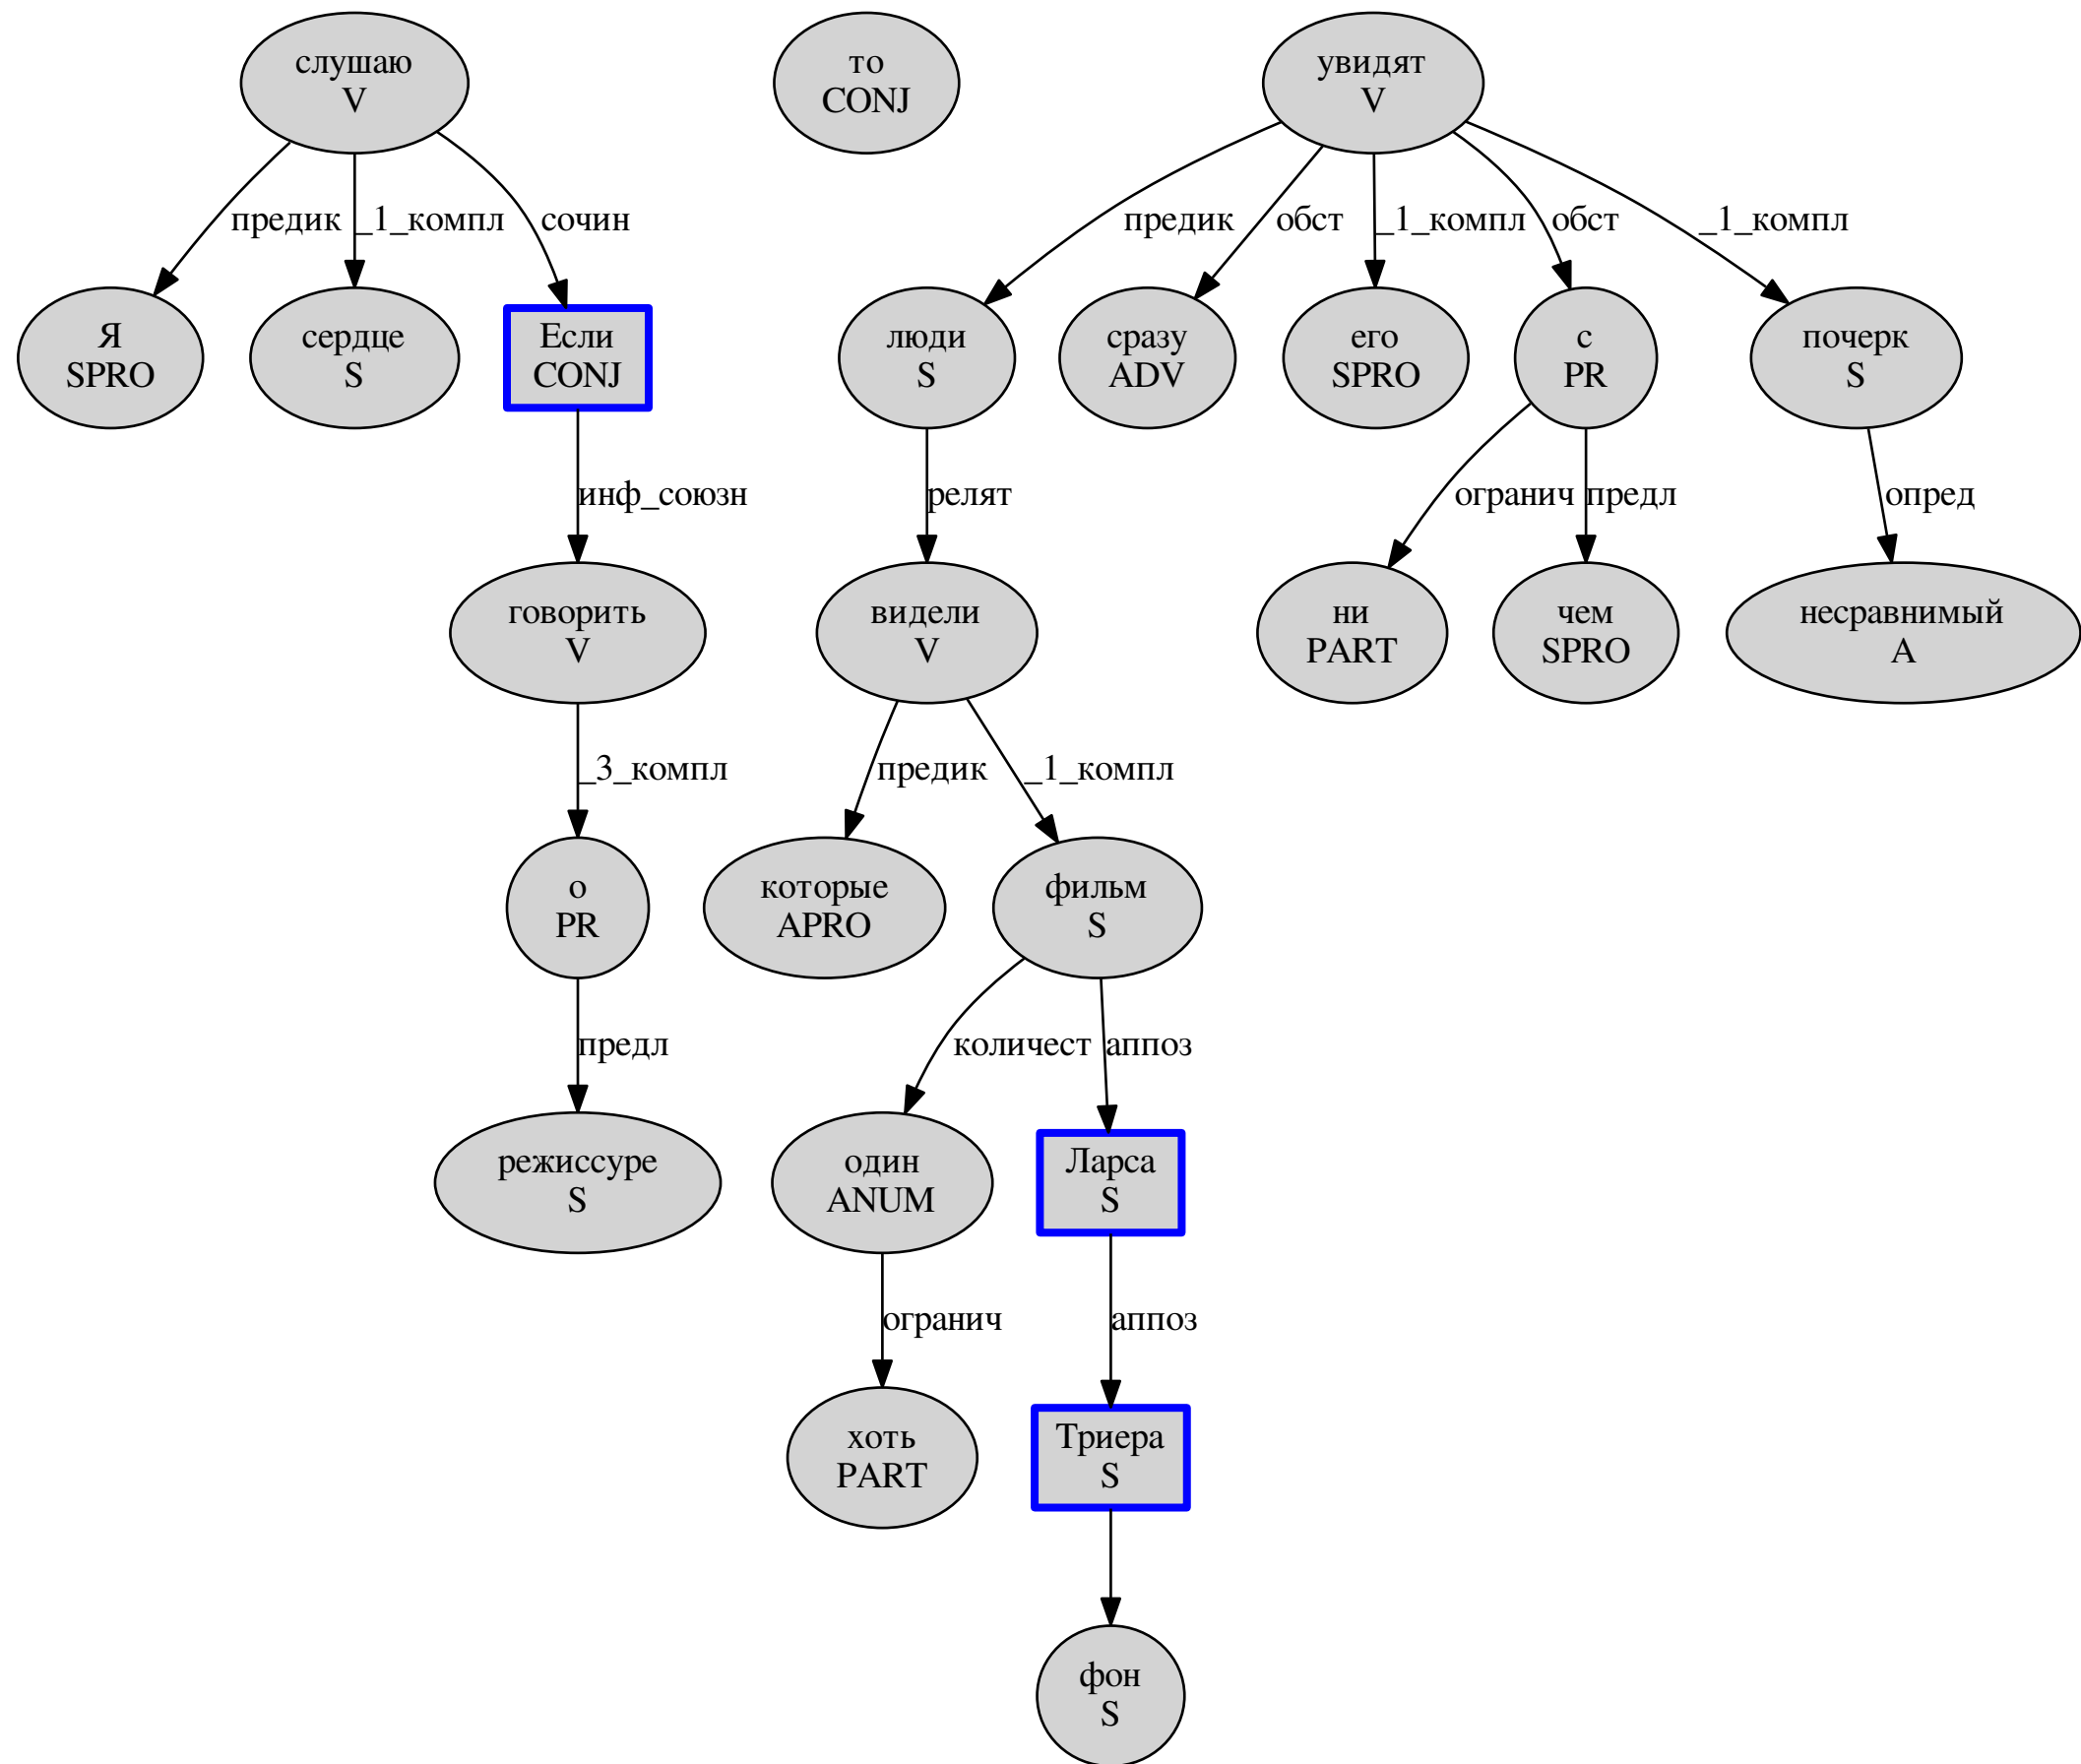 слушаю
V
то
CONJ
увидят
V
предик
_1_компл
сочин
предик
обст
_1_компл
обст
_1_компл
Я
SPRO
сердце
S
Если
CONJ
люди
S
сразу
ADV
его
SPRO
с
PR
почерк
S
инф_союзн
релят
огранич
предл
опред
говорить
V
видели
V
ни
PART
чем
SPRO
несравнимый
A
_3_компл
предик
_1_компл
о
PR
которые
APRO
фильм
S
предл
количест
аппоз
режиссуре
S
один
ANUM
Ларса
S
огранич
аппоз
хоть
PART
Триера
S
фон
S